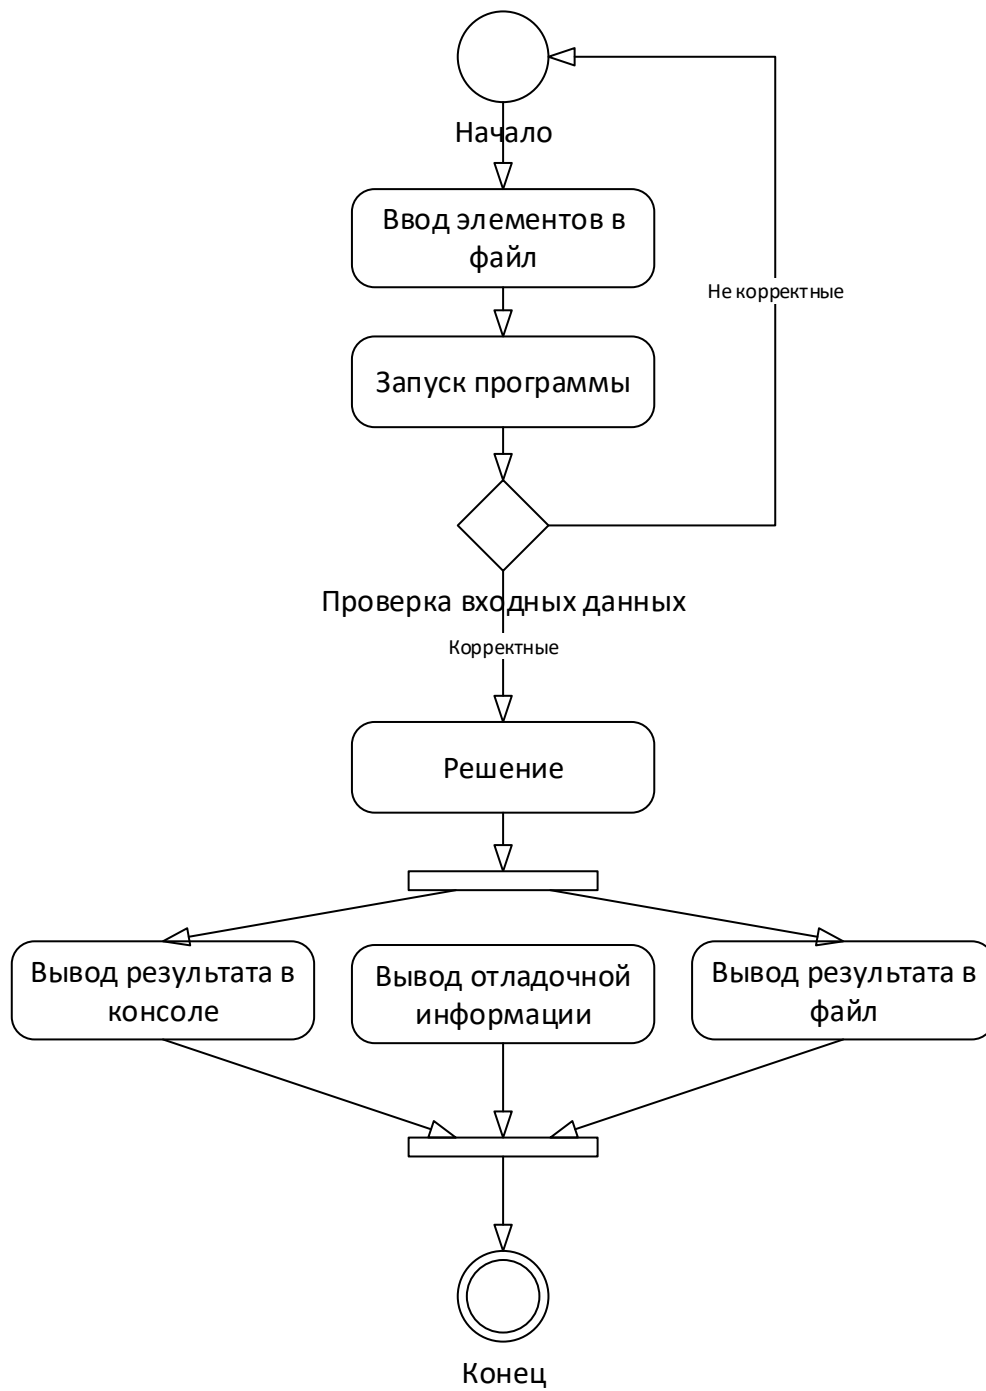 Начало
Ввод элементов в
файл
Не корректные
Запуск программы
Проверка входных данных
Корректные
Решение
Вывод результата в
консоле
Вывод отладочной
информации
Вывод результата в
файл
Конец